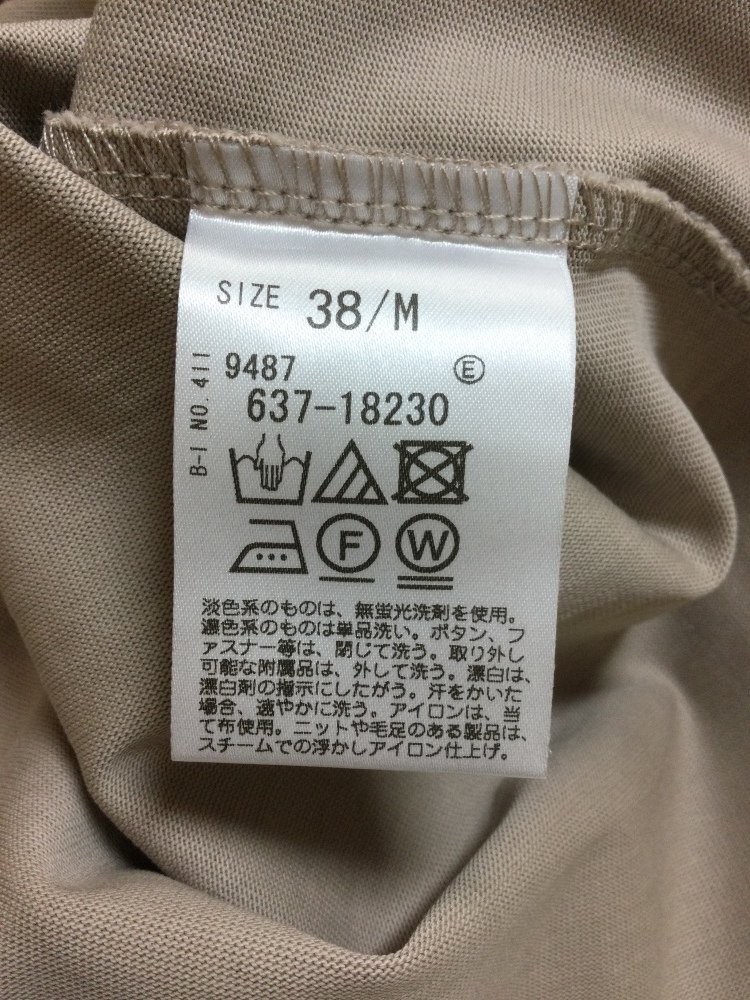 SIZE 38/M
B-I NO.411
9487 E
637-18230
F W
淡色系のものは、無蛍光洗剤を使用。
濃色系のものは単品洗い。ボタン、フ
ァスナー等は、閉じて洗う。取り外し
可能な附属品は、外して洗う。漂白は、
漂白剤の指示にしたがう。汗をかいた
場合、速やかに洗う。アイロンは、当
て布使用。ニットや毛足のある製品は、
スチームでの浮かしアイロン仕上げ。